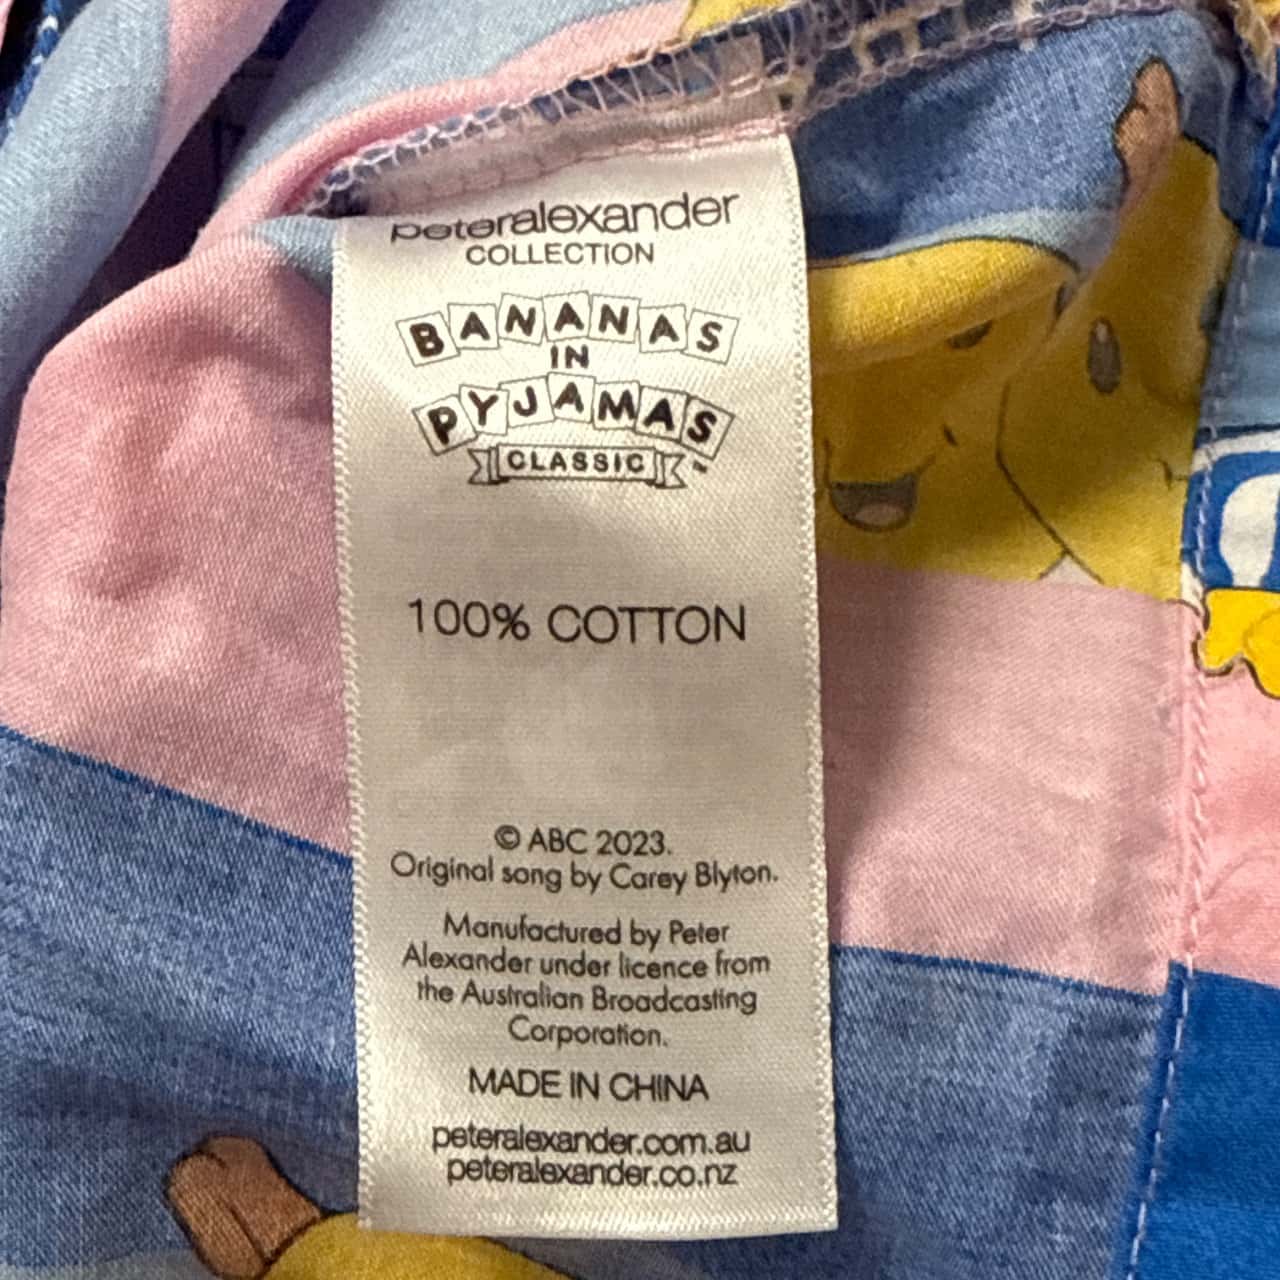 peteralexander
COLLECTION
BANANAS
IN
PYJAMAS
CLASSIC ™
100% COTTON
© ABC 2023.
Original song by Carey Blyton.
Manufactured by Peter
Alexander under licence from
the Australian Broadcasting
Corporation.
MADE IN CHINA
peteralexander.com.au
peteralexander.co.nz